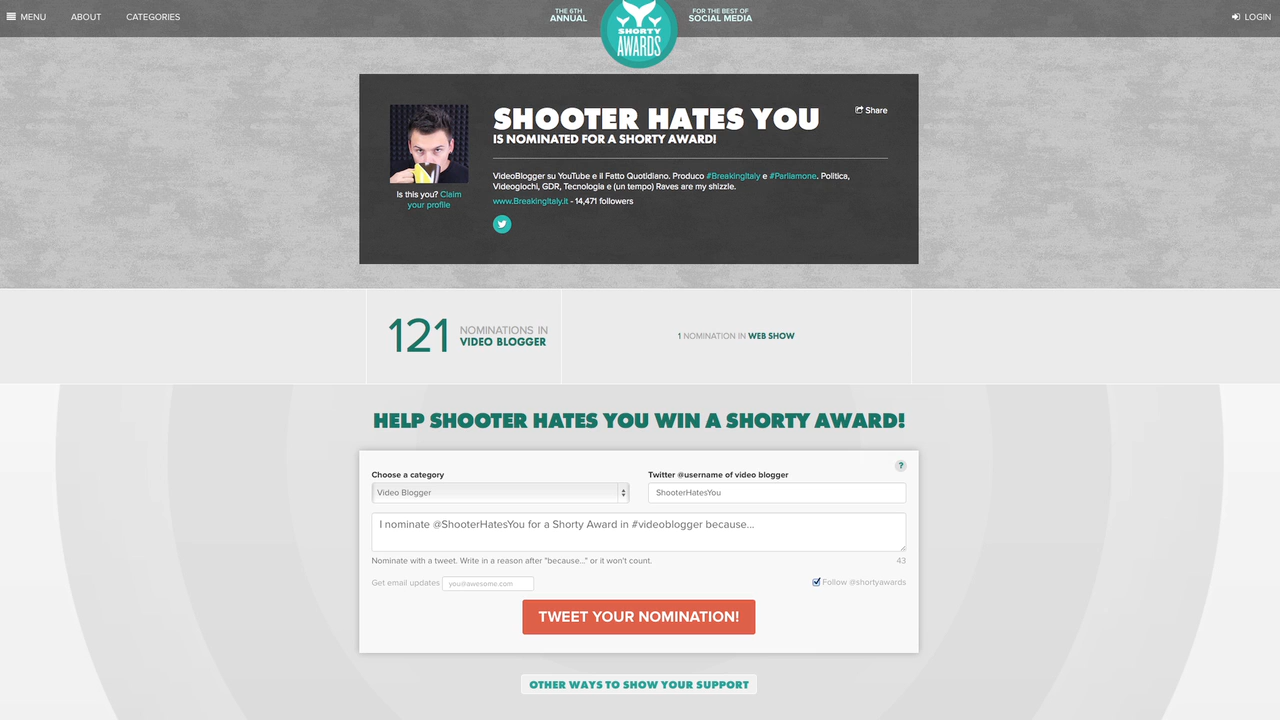 MENU
ABOUT
CATEGORIES
THE 6TH
ANNUAL
SHORTY
AWARDS
FOR THE BEST OF
SOCIAL MEDIA
LOGIN
SHOOTER HATES YOU
Share
IS NOMINATED FOR A SHORTY AWARD!
Is this you? Claim
your profile
VideoBlogger su YouTube e il Fatto Quotidiano. Produco #BreakingItaly e #Parliamone. Politica,
Videogiochi, GDR, Tecnologia e (un tempo) Raves are my shizzle.
www.BreakingItaly.it - 14,471 followers
121
NOMINATIONS IN
VIDEO BLOGGER
1 NOMINATION IN WEB SHOW
HELP SHOOTER HATES YOU WIN A SHORTY AWARD!
?
Choose a category
Twitter @username of video blogger
Video Blogger
ShooterHatesYou
I nominate @ShooterHatesYou for a Shorty Award in #videoblogger because...
Nominate with a tweet. Write in a reason after "because..." or it won't count.
43
Get email updates
you@awesome.com
Follow @shortyawards
TWEET YOUR NOMINATION!
OTHER WAYS TO SHOW YOUR SUPPORT